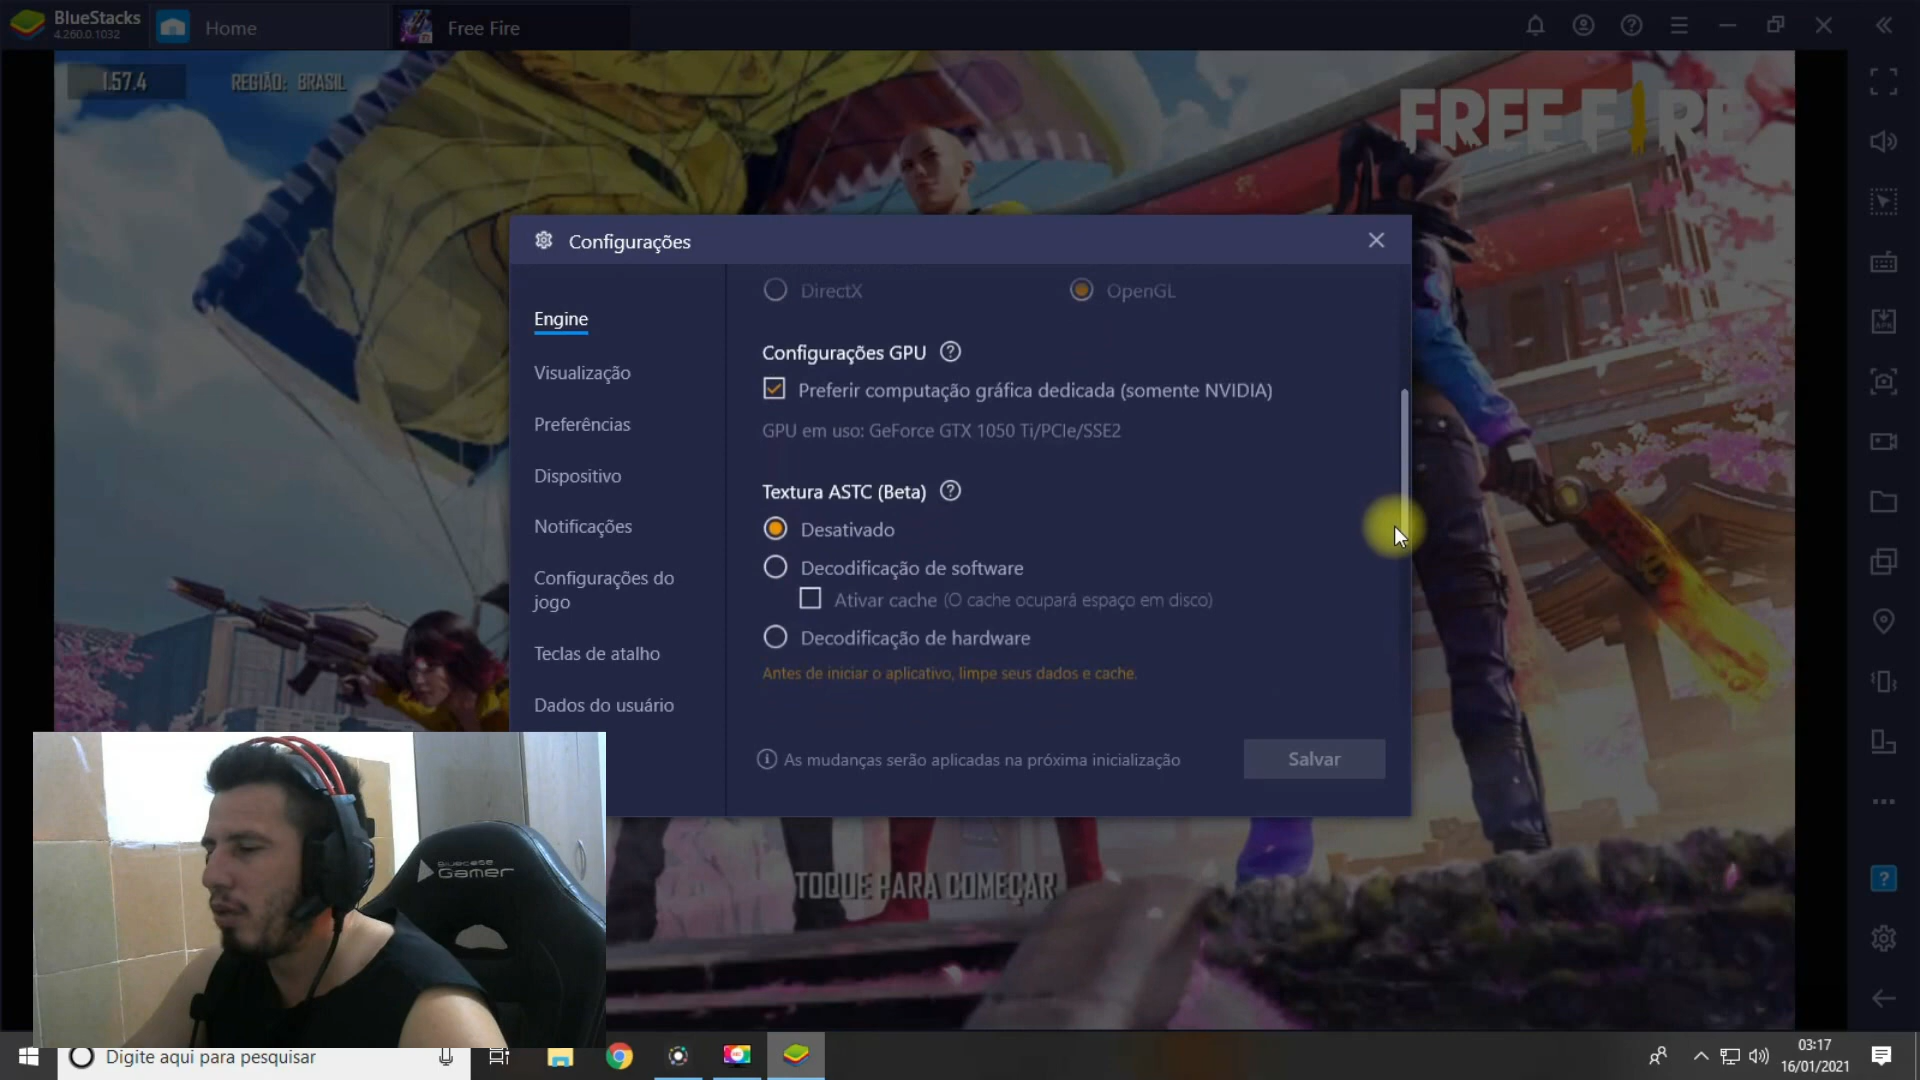 BlueStacks
4.260.0.1032
Home
Free Fire
1.57.4
REGIÃO: BRASIL
FREE FIRE
Configurações
Engine
Visualização
Preferências
Dispositivo
Notificações
Configurações do
jogo
Teclas de atalho
Dados do usuário
DirectX
OpenGL
Configurações GPU
Preferir computação gráfica dedicada (somente NVIDIA)
GPU em uso: GeForce GTX 1050 Ti/PCIe/SSE2
Textura ASTC (Beta)
Desativado
Decodificação de software
Ativar cache (O cache ocupará espaço em disco)
Decodificação de hardware
Antes de iniciar o aplicativo, limpe seus dados e cache.
As mudanças serão aplicadas na próxima inicialização
Salvar
BLUECASE
Gamer
TOQUE PARA COMEÇAR
APK
Digite aqui para pesquisar
03:17
16/01/2021